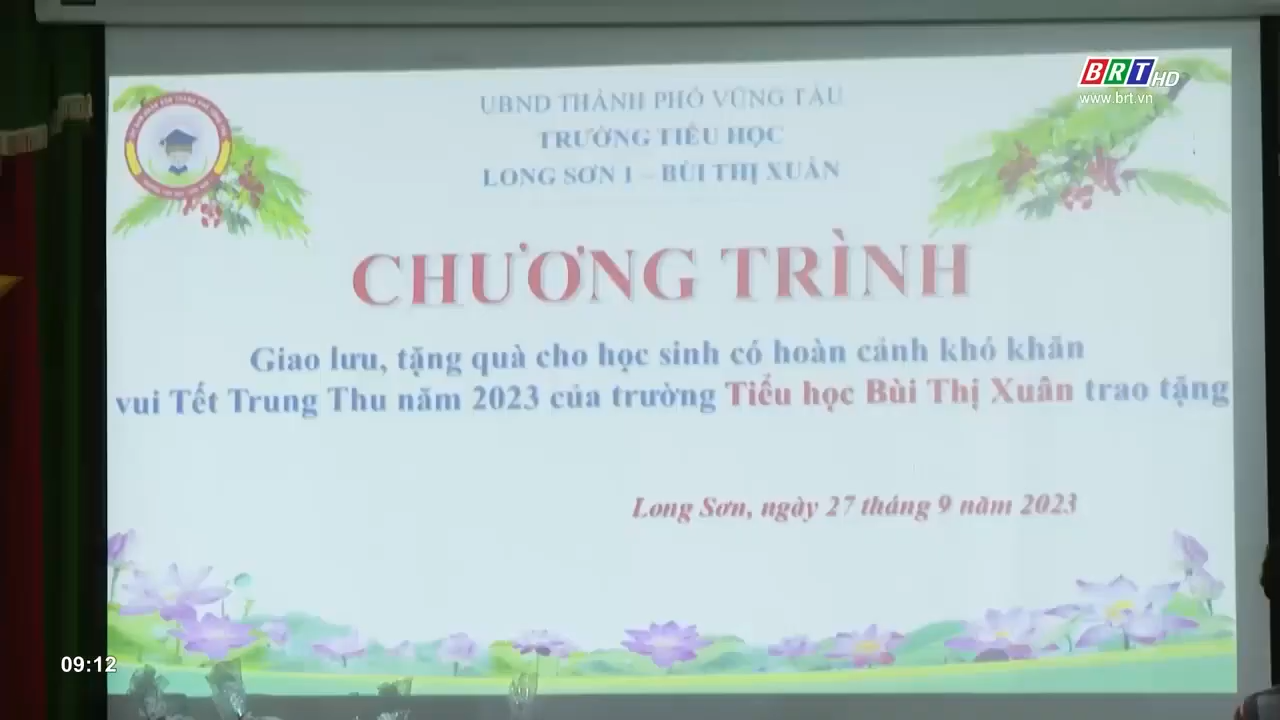 BRT HD
www.brt.vn
UBND THÀNH PHỐ VŨNG TÀU
TRƯỜNG TIỂU HỌC
LONG SƠN 1 – BÙI THỊ XUÂN
CHƯƠNG TRÌNH
Giao lưu, tặng quà cho học sinh có hoàn cảnh khó khăn
vui Tết Trung Thu năm 2023 của trường Tiểu học Bùi Thị Xuân trao tặng
Long Sơn, ngày 27 tháng 9 năm 2023
09:12